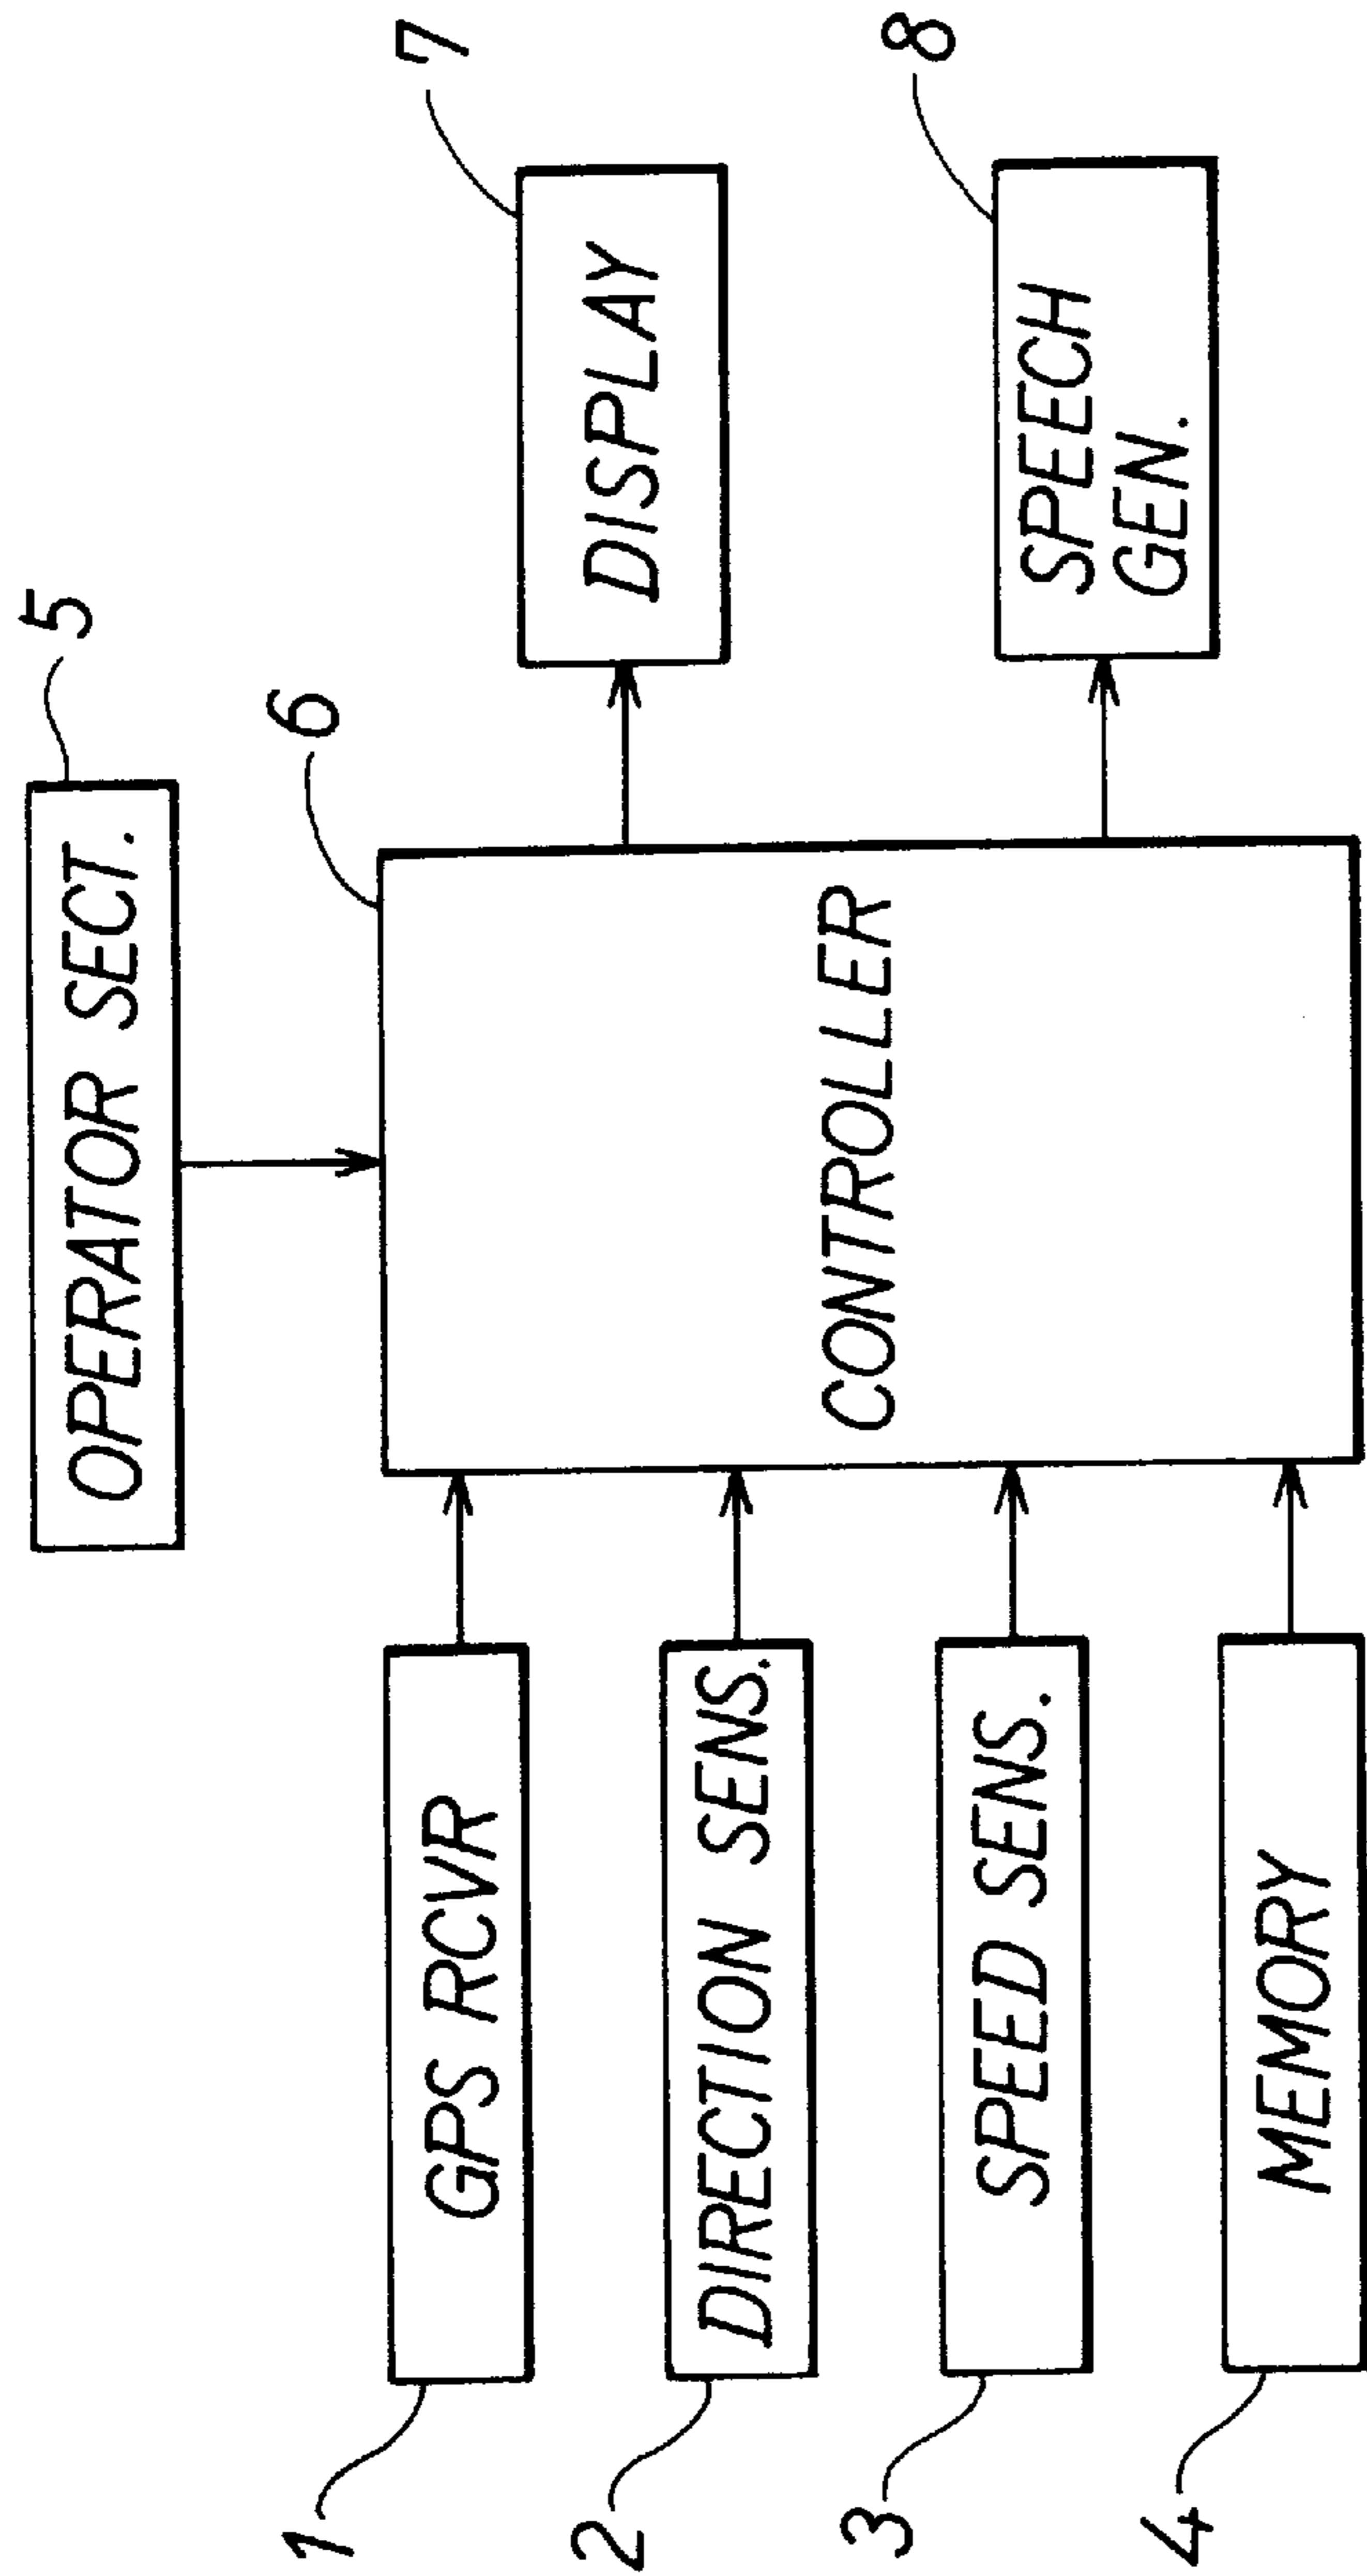 5
OPERATOR SECT.
6
7
1
GPS RCVR
DISPLAY
2
DIRECTION SENS.
CONTROLLER
8
3
SPEED SENS.
SPEECH
GEN.
4
MEMORY